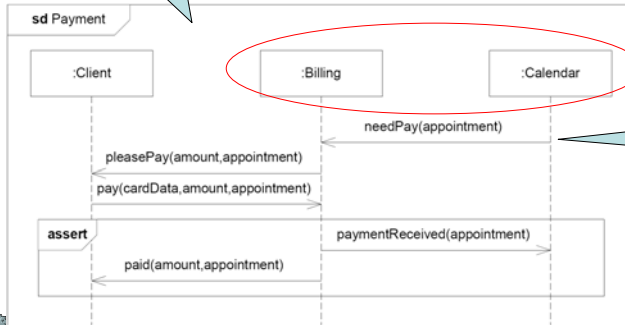 sd Payment
:Client
:Billing
:Calendar
needPay(appointment)
pleasePay(amount,appointment)
pay(cardData,amount,appointment)
assert
paymentReceived(appointment)
paid(amount,appointment)